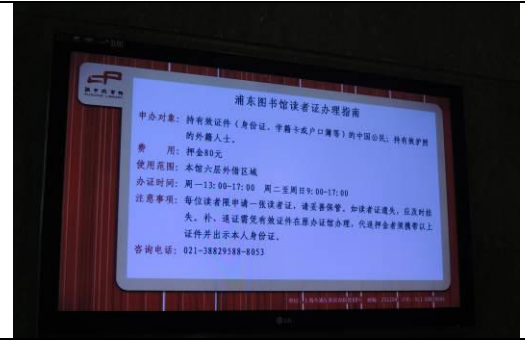 浦东图书馆
浦东图书馆读者证办理指南
申办对象：持有效证件（身份证、学籍卡或户口簿等）的中国公民；持有效护照
的外籍人士。
费 用：押金80元
使用范围：本馆六层外借区域
办证时间：周一13:00-17:00 周二至周日9:00-17:00
注意事项：每位读者限申请一张读者证，请妥善保管。如读者证遗失，应及时挂
失。补、退证需凭有效证件在原办证馆办理，代退押金者须携带以上
证件并出示本人身份证。
咨询电话：021-38829588-8053
LG